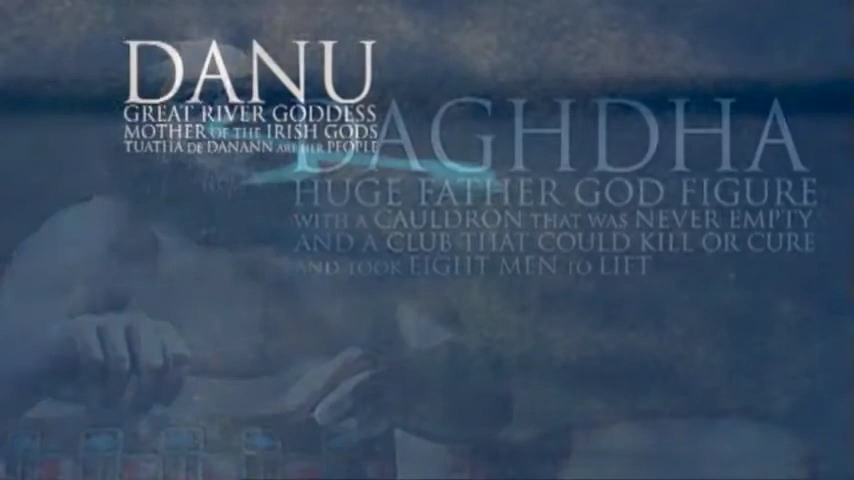 DANU
GREAT RIVER GODDESS
MOTHER OF THE IRISH GODS
TUATHA DE DANANN ARE HER PEOPLE
DAGHDHA
HUGE FATHER GOD FIGURE
WITH A CAULDRON THAT WAS NEVER EMPTY
AND A CLUB THAT COULD KILL OR CURE
AND TOOK EIGHT MEN TO LIFT